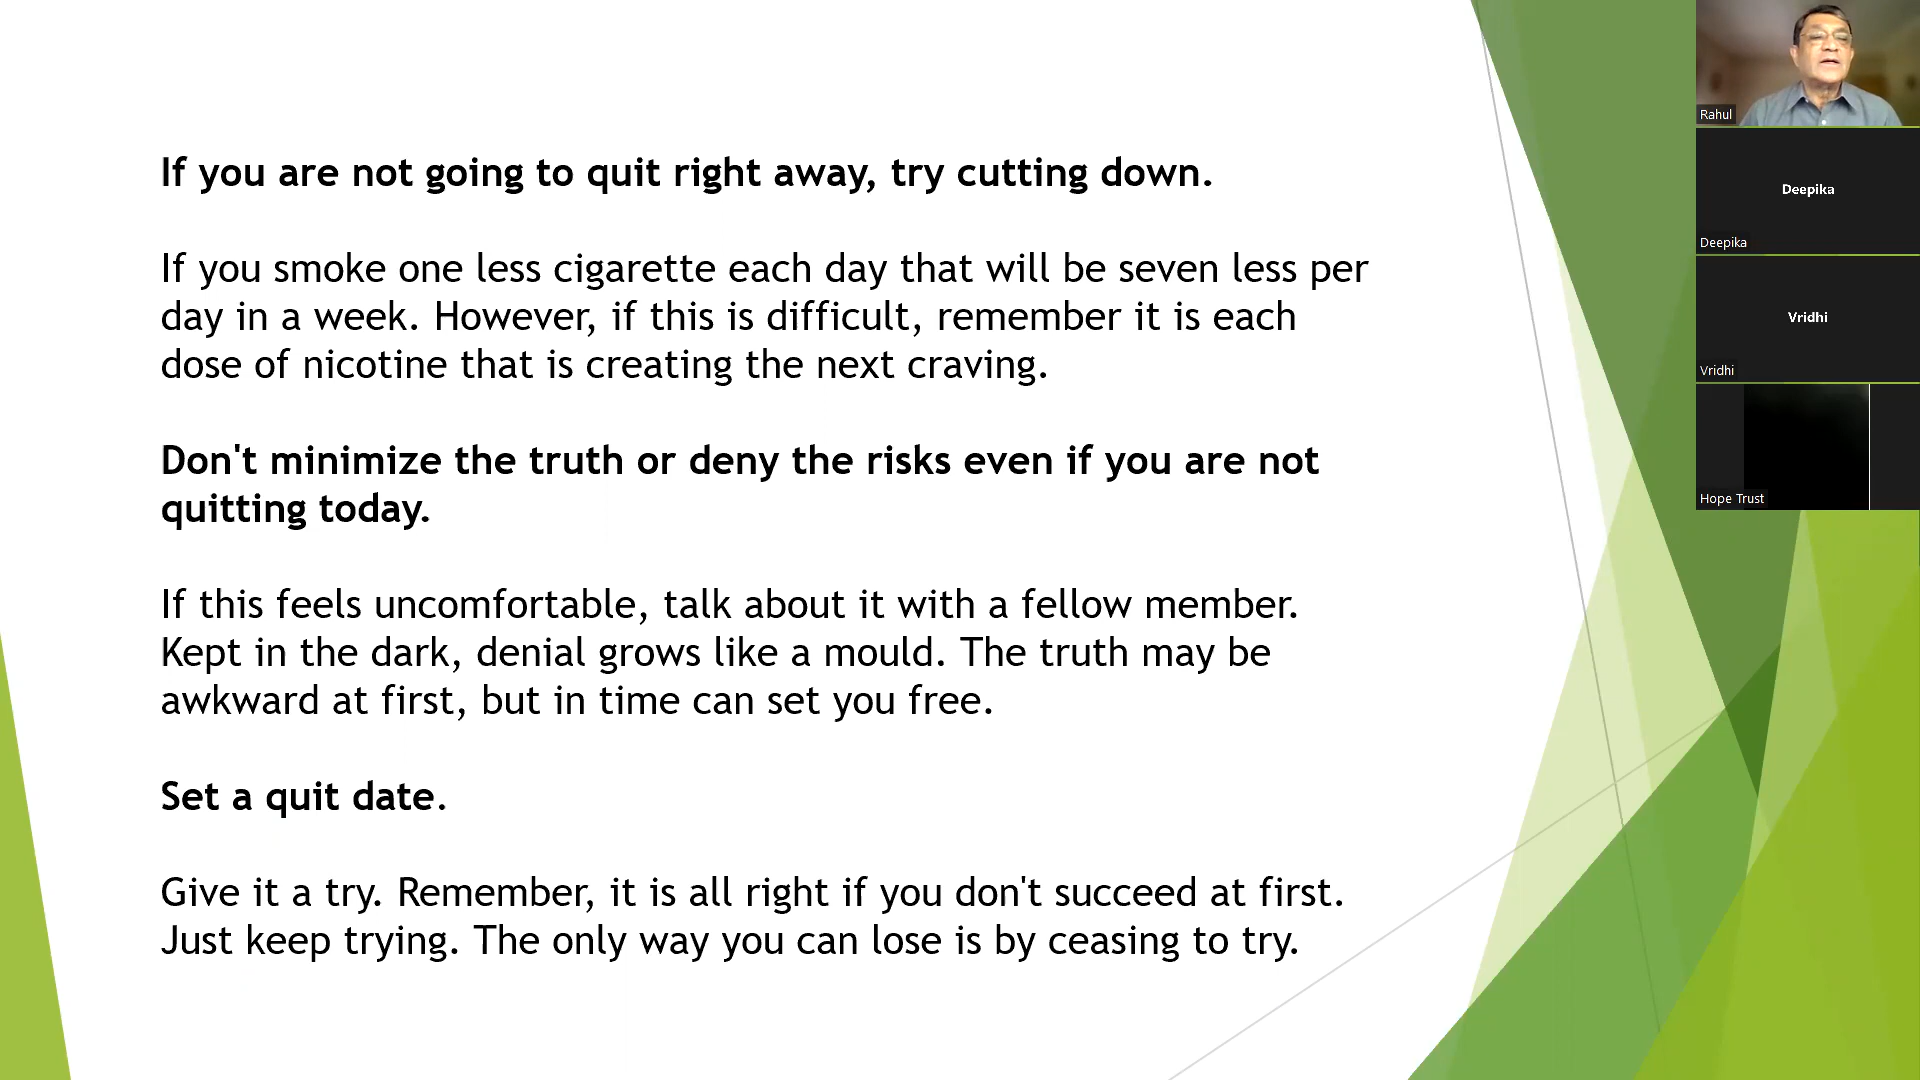 If you are not going to quit right away, try cutting down.
If you smoke one less cigarette each day that will be seven less per
day in a week. However, if this is difficult, remember it is each
dose of nicotine that is creating the next craving.
Don't minimize the truth or deny the risks even if you are not
quitting today.
If this feels uncomfortable, talk about it with a fellow member.
Kept in the dark, denial grows like a mould. The truth may be
awkward at first, but in time can set you free.
Set a quit date.
Give it a try. Remember, it is all right if you don't succeed at first.
Just keep trying. The only way you can lose is by ceasing to try.
Rahul
Deepika
Deepika
Vridhi
Vridhi
Hope Trust